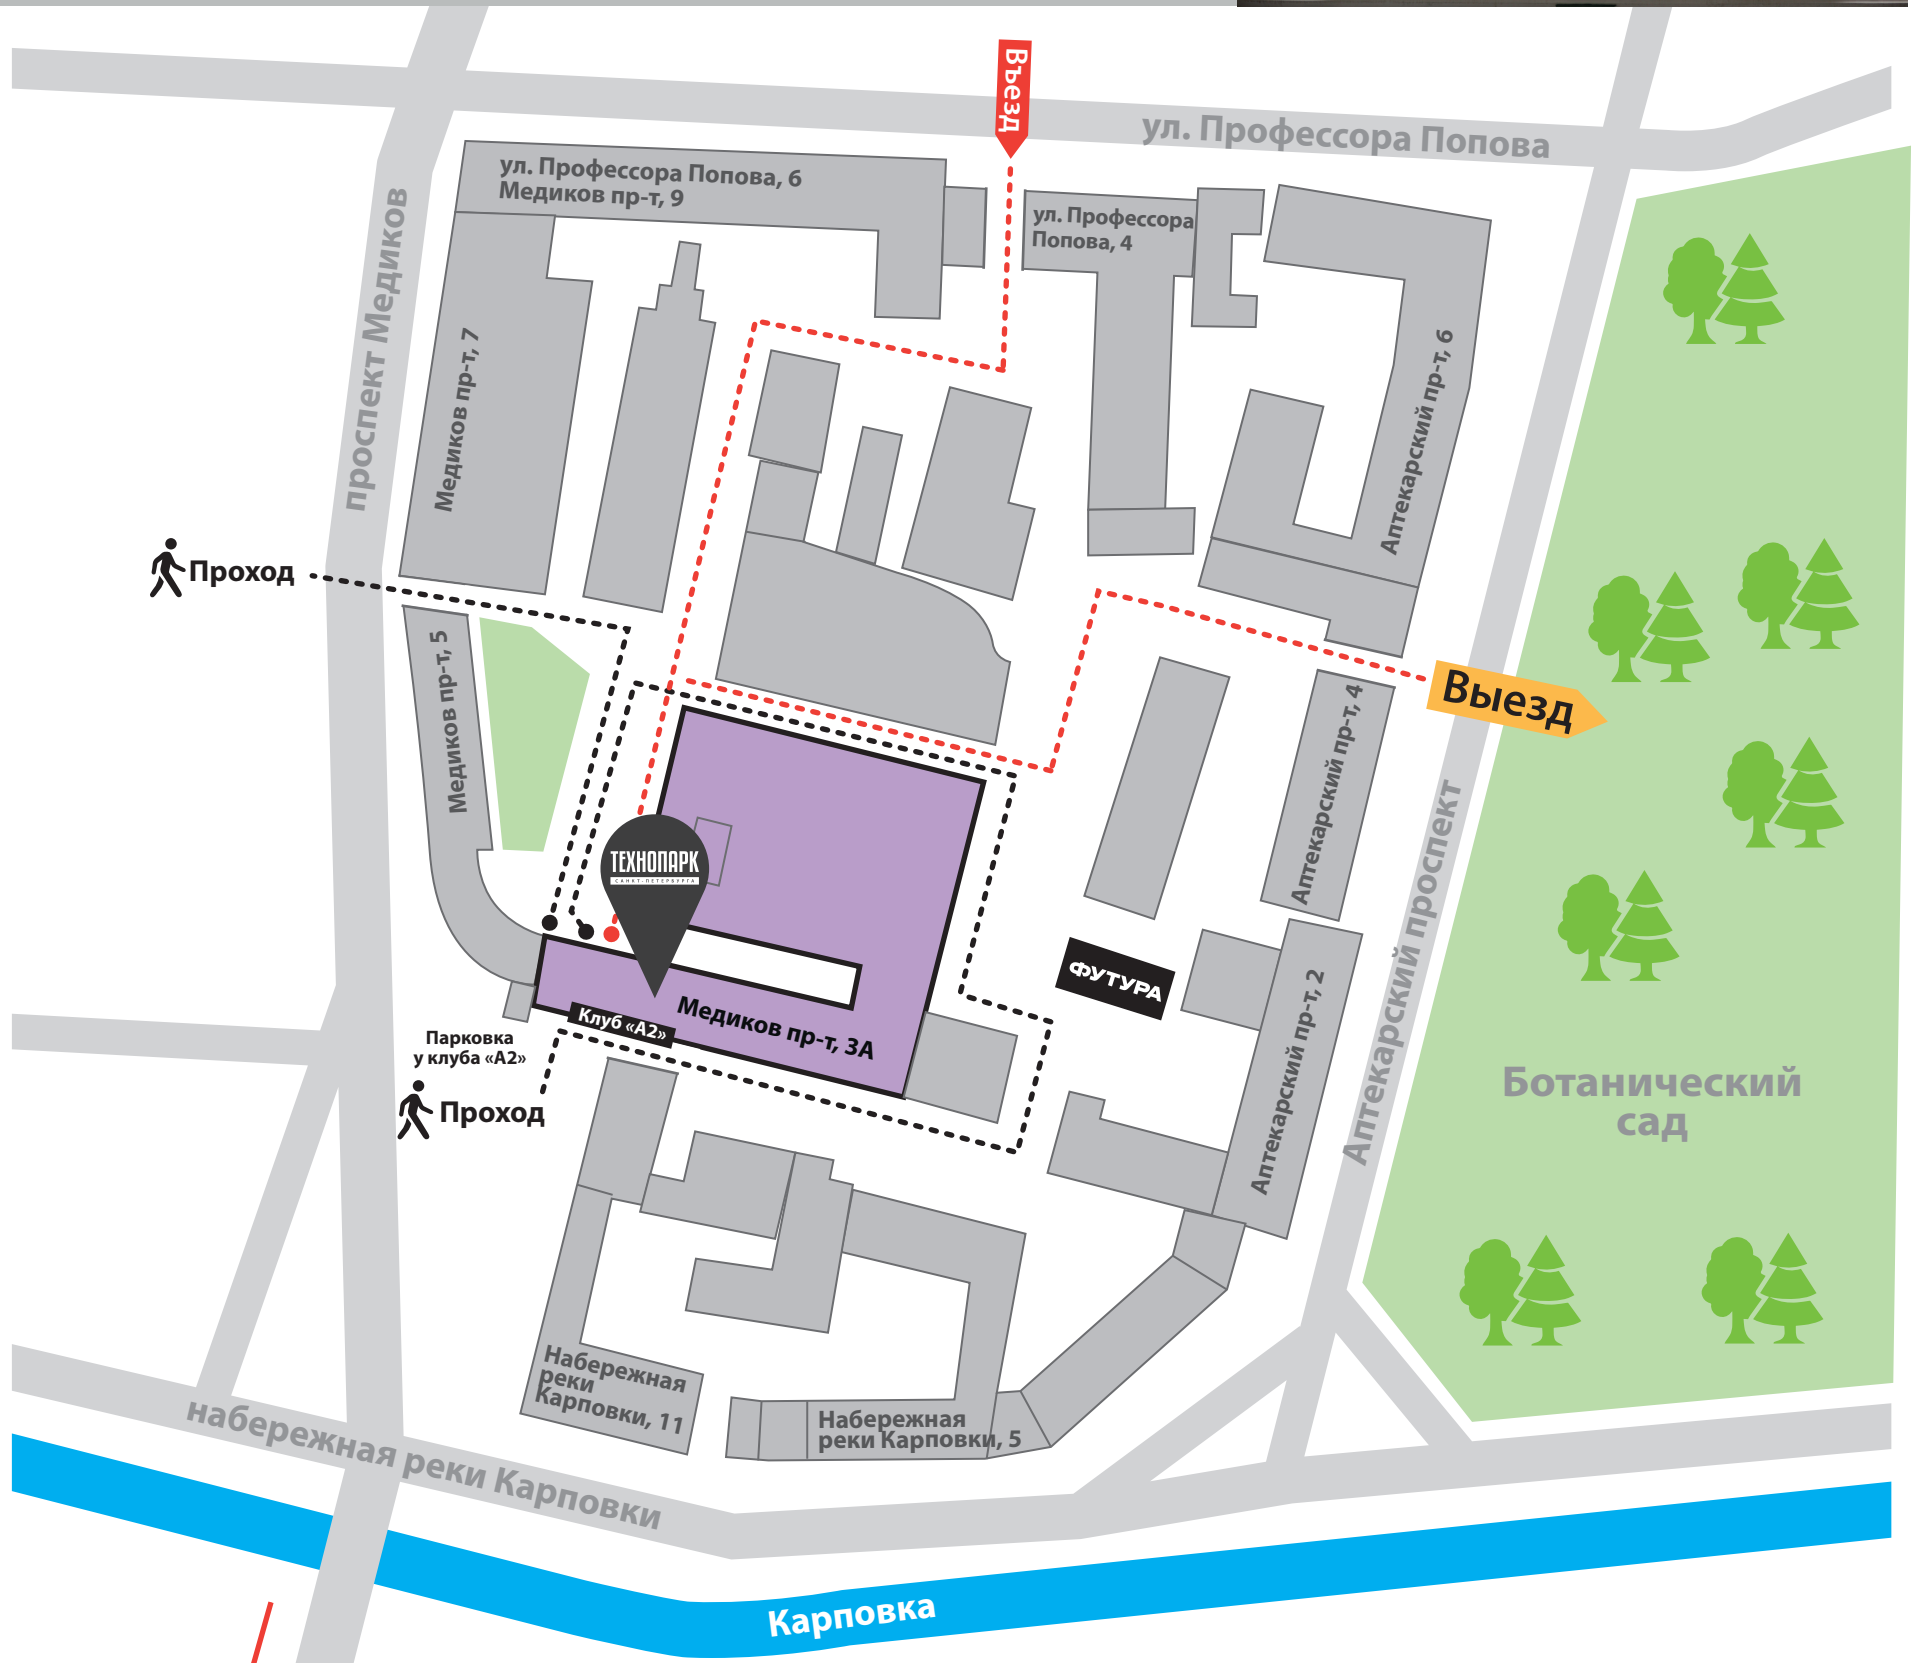 Въезд
ул. Профессора Попова
ул. Профессора Попова, 6
Медиков пр-т, 9
ул. Профессора
Попова, 4
проспект Медиков
Медиков пр-т, 7
Аптекарский пр-т, 6
Проход
Медиков пр-т, 5
Выезд
Аптекарский пр-т, 4
Аптекарский проспект
ТЕХНОПАРК
САНКТ-ПЕТЕРБУРГА
ФУТУРА
Аптекарский пр-т, 2
Клуб «А2»
Медиков пр-т, 3А
Парковка
у клуба «А2»
Проход
Ботанический
сад
Набережная
реки
Карповки, 11
Набережная
реки Карповки, 5
набережная реки Карповки
Карповка